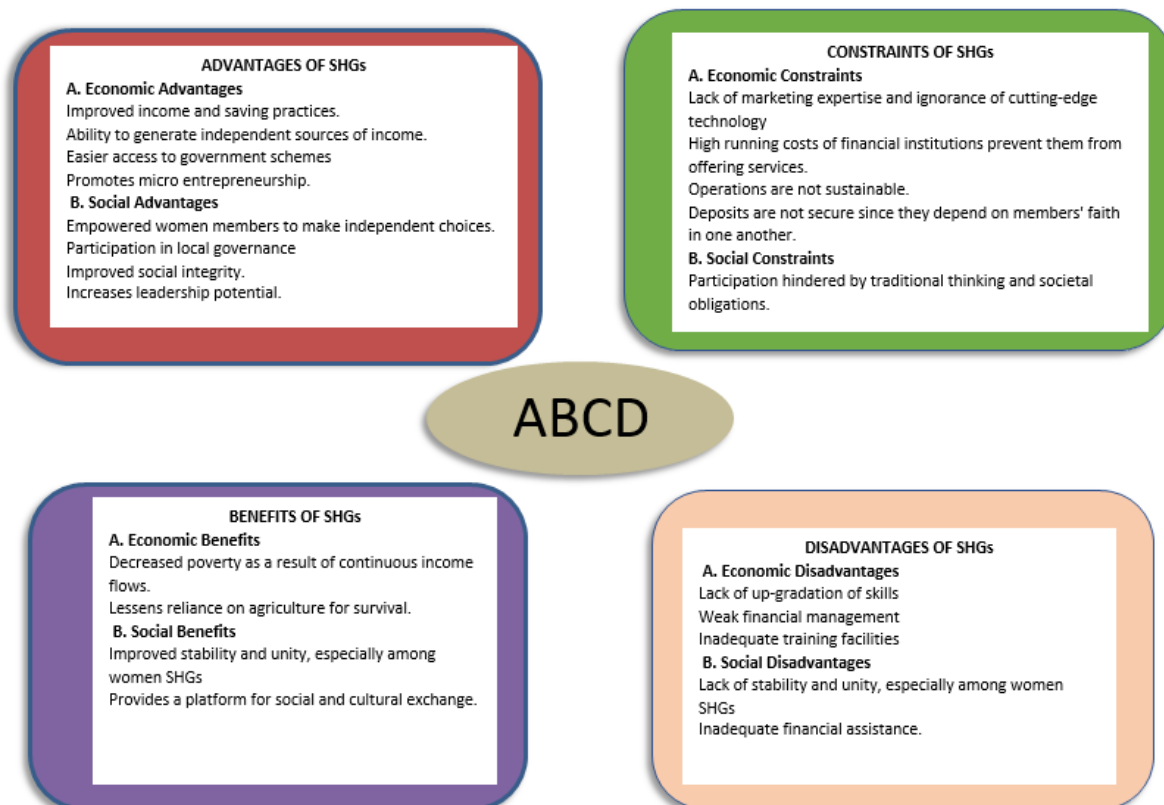 ADVANTAGES OF SHGs
A. Economic Advantages
Improved income and saving practices.
Ability to generate independent sources of income.
Easier access to government schemes
Promotes micro entrepreneurship.
B. Social Advantages
Empowered women members to make independent choices.
Participation in local governance
Improved social integrity.
Increases leadership potential.
CONSTRAINTS OF SHGs
A. Economic Constraints
Lack of marketing expertise and ignorance of cutting-edge
technology
High running costs of financial institutions prevent them from
offering services.
Operations are not sustainable.
Deposits are not secure since they depend on members' faith
in one another.
B. Social Constraints
Participation hindered by traditional thinking and societal
obligations.
ABCD
BENEFITS OF SHGs
A. Economic Benefits
Decreased poverty as a result of continuous income
flows.
Lessens reliance on agriculture for survival.
B. Social Benefits
Improved stability and unity, especially among
women SHGs
Provides a platform for social and cultural exchange.
DISADVANTAGES OF SHGs
A. Economic Disadvantages
Lack of up-gradation of skills
Weak financial management
Inadequate training facilities
B. Social Disadvantages
Lack of stability and unity, especially among women
SHGs
Inadequate financial assistance.